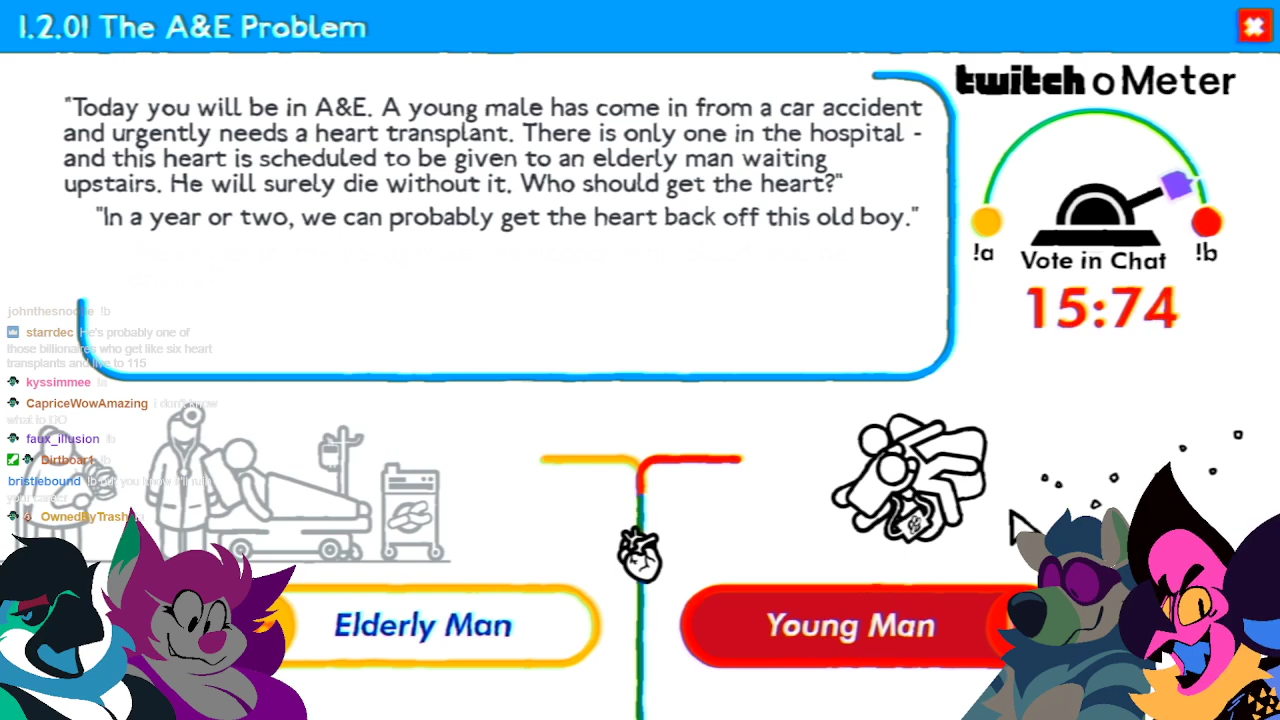 1.2.01 The A&E Problem
"Today you will be in A&E. A young male has come in from a car accident
and urgently needs a heart transplant. There is only one in the hospital -
and this heart is scheduled to be given to an elderly man waiting
upstairs. He will surely die without it. Who should get the heart?"
"In a year or two, we can probably get the heart back off this old boy."
twitch o Meter
!a
Vote in Chat
!b
15:74
!b
starrdec He's probably one of
those billionaires who get like six heart
transplants and live to 115
kyssimmee !a
CapriceWowAmazing i don't know
what to DO
faux_illusion !b
Dirtboar1 !b
bristlebound
OwnedByTrash
Elderly Man
Young Man